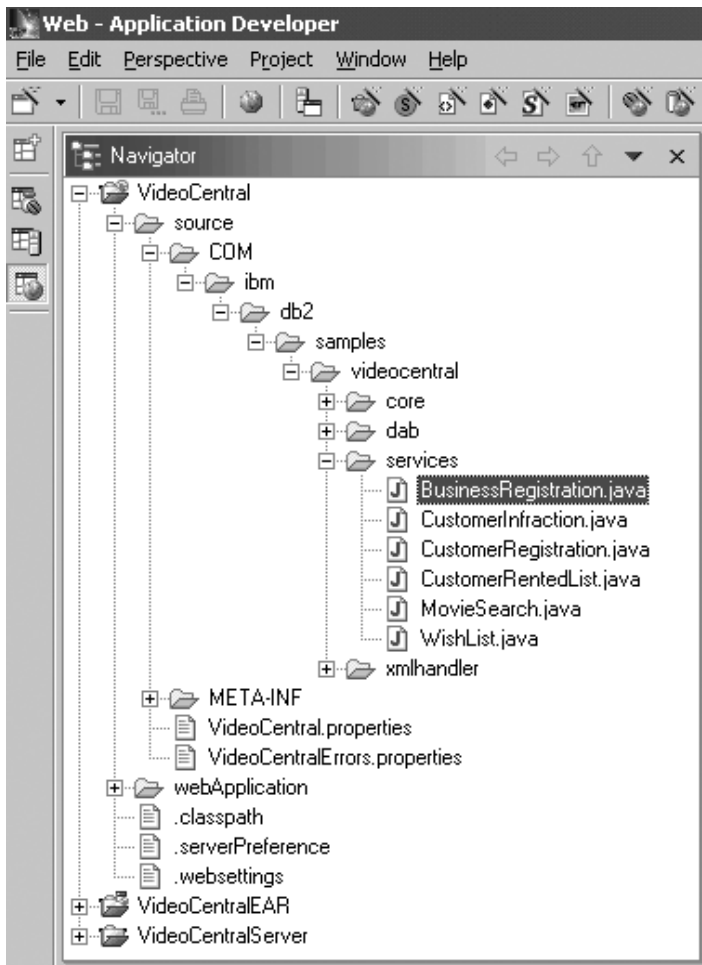 Web - Application Developer
File Edit Perspective Project Window Help
Navigator
VideoCentral
source
COM
ibm
db2
samples
videocentral
core
dab
services
BusinessRegistration.java
CustomerInfraction.java
CustomerRegistration.java
CustomerRentedList.java
MovieSearch.java
WishList.java
xmlhandler
META-INF
VideoCentral.properties
VideoCentralErrors.properties
webApplication
.classpath
.serverPreference
.websettings
VideoCentralEAR
VideoCentralServer